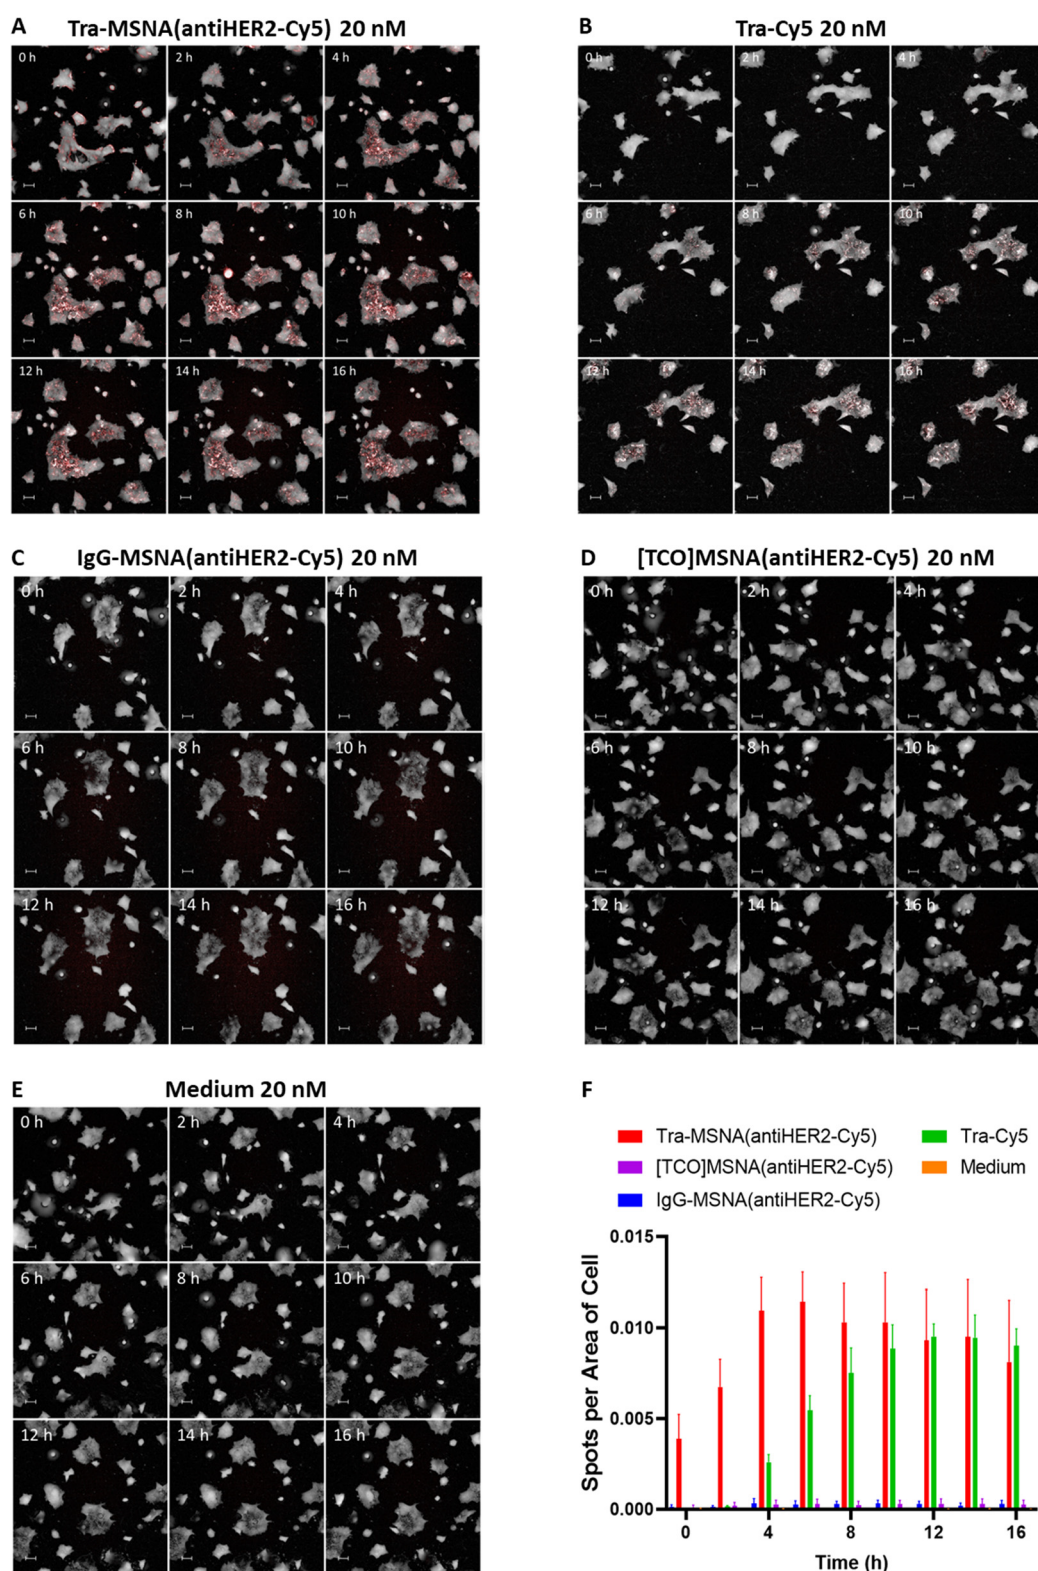 A Tra-MSNA(antiHER2-Cy5) 20 nM
0 h 2 h 4 h
6 h 8 h 10 h
12 h 14 h 16 h
B Tra-Cy5 20 nM
0 h 2 h 4 h
6 h 8 h 10 h
12 h 14 h 16 h
C IgG-MSNA(antiHER2-Cy5) 20 nM
0 h 2 h 4 h
6 h 8 h 10 h
12 h 14 h 16 h
D [TCO]MSNA(antiHER2-Cy5) 20 nM
0 h 2 h 4 h
6 h 8 h 10 h
12 h 14 h 16 h
E Medium 20 nM
0 h 2 h 4 h
6 h 8 h 10 h
12 h 14 h 16 h
F
Tra-MSNA(antiHER2-Cy5) Tra-Cy5
[TCO]MSNA(antiHER2-Cy5) Medium
IgG-MSNA(antiHER2-Cy5)
Spots per Area of Cell
0.015
0.010
0.005
0.000
0 4 8 12 16
Time (h)